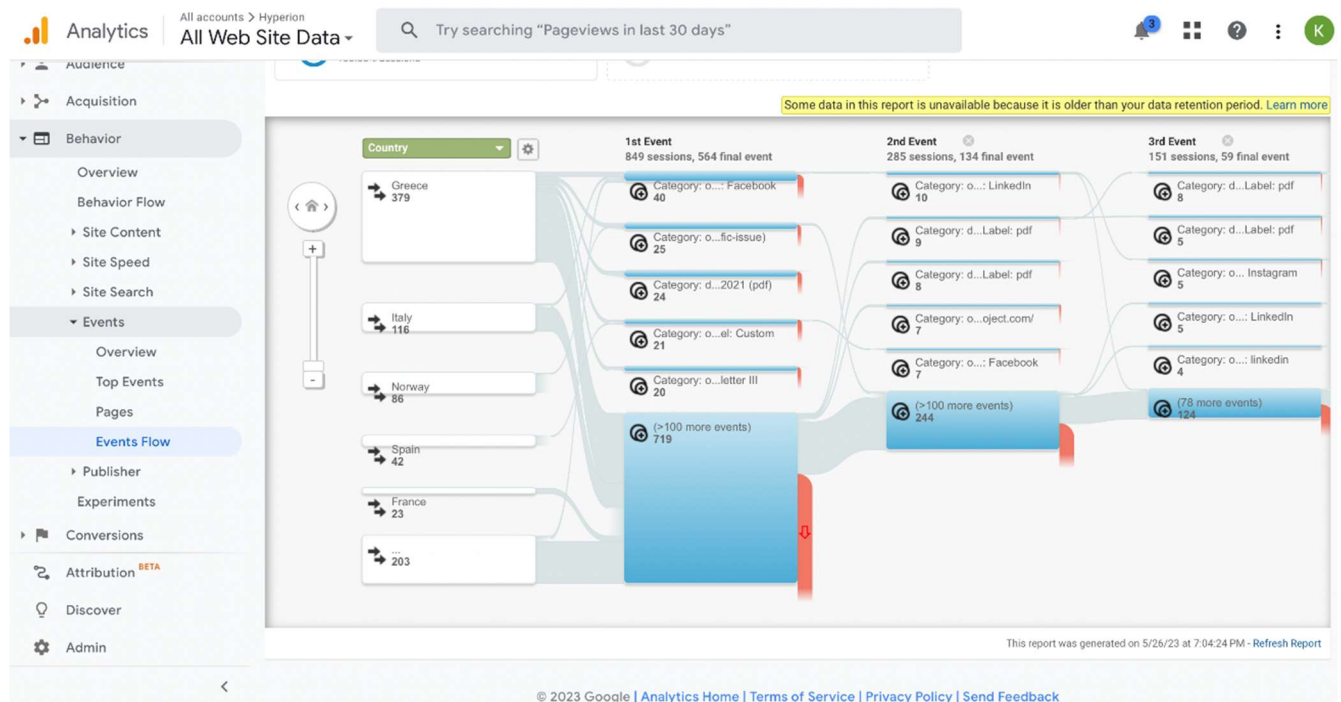 Analytics
All accounts > Hyperion
All Web Site Data
Try searching "Pageviews in last 30 days"
3
K
Audience
Acquisition
Behavior
Overview
Behavior Flow
Site Content
Site Speed
Site Search
Events
Overview
Top Events
Pages
Events Flow
Publisher
Experiments
Conversions
Attribution BETA
Discover
Admin
Some data in this report is unavailable because it is older than your data retention period. Learn more
Country
Greece
379
Italy
116
Norway
86
Spain
42
France
23
...
203
1st Event
849 sessions, 564 final event
Category: o...: Facebook
40
Category: o...fic-issue)
25
Category: d...2021 (pdf)
24
Category: o...el: Custom
21
Category: o...letter III
20
(>100 more events)
719
2nd Event
285 sessions, 134 final event
Category: o...: LinkedIn
10
Category: d...Label: pdf
9
Category: d...Label: pdf
8
Category: o...oject.com/
7
Category: o...: Facebook
7
(>100 more events)
244
3rd Event
151 sessions, 59 final event
Category: d...Label: pdf
8
Category: d...Label: pdf
5
Category: o... Instagram
5
Category: o...: LinkedIn
5
Category: o...: linkedin
4
(78 more events)
124
This report was generated on 5/26/23 at 7:04:24 PM - Refresh Report
© 2023 Google | Analytics Home | Terms of Service | Privacy Policy | Send Feedback